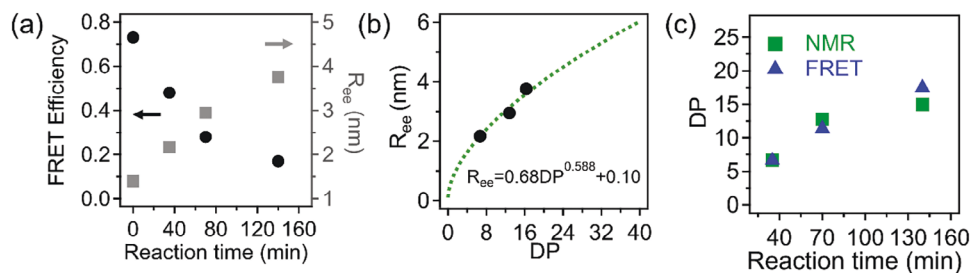 (a)
0.8
0.6
0.4
0.2
0.0
FRET Efficiency
5
4
3
2
1
R_ee (nm)
0 40 80 120 160
Reaction time (min)
(b)
6
4
2
0
R_ee (nm)
R_ee=0.68DP^0.588+0.10
0 8 16 24 32 40
DP
(c)
25
20
15
10
5
0
DP
NMR
FRET
40 70 100 130 160
Reaction time (min)